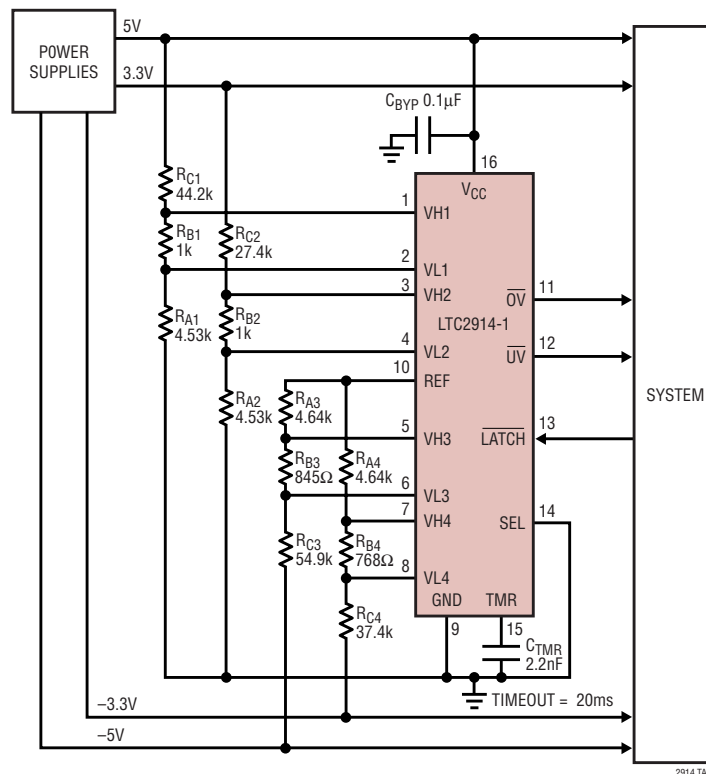 POWER
SUPPLIES
5V
3.3V
CBYP 0.1µF
16
VCC
RC1
44.2k
1
VH1
RB1
1k
RC2
27.4k
2
VL1
3
VH2
OV
11
RA1
4.53k
RB2
1k
LTC2914-1
4
VL2
UV
12
10
REF
SYSTEM
RA2
4.53k
RA3
4.64k
5
VH3
LATCH
13
RB3
845Ω
RA4
4.64k
6
VL3
7
VH4
SEL
14
RC3
54.9k
RB4
768Ω
8
VL4
GND
TMR
RC4
37.4k
9
15
CTMR
2.2nF
TIMEOUT = 20ms
–3.3V
–5V